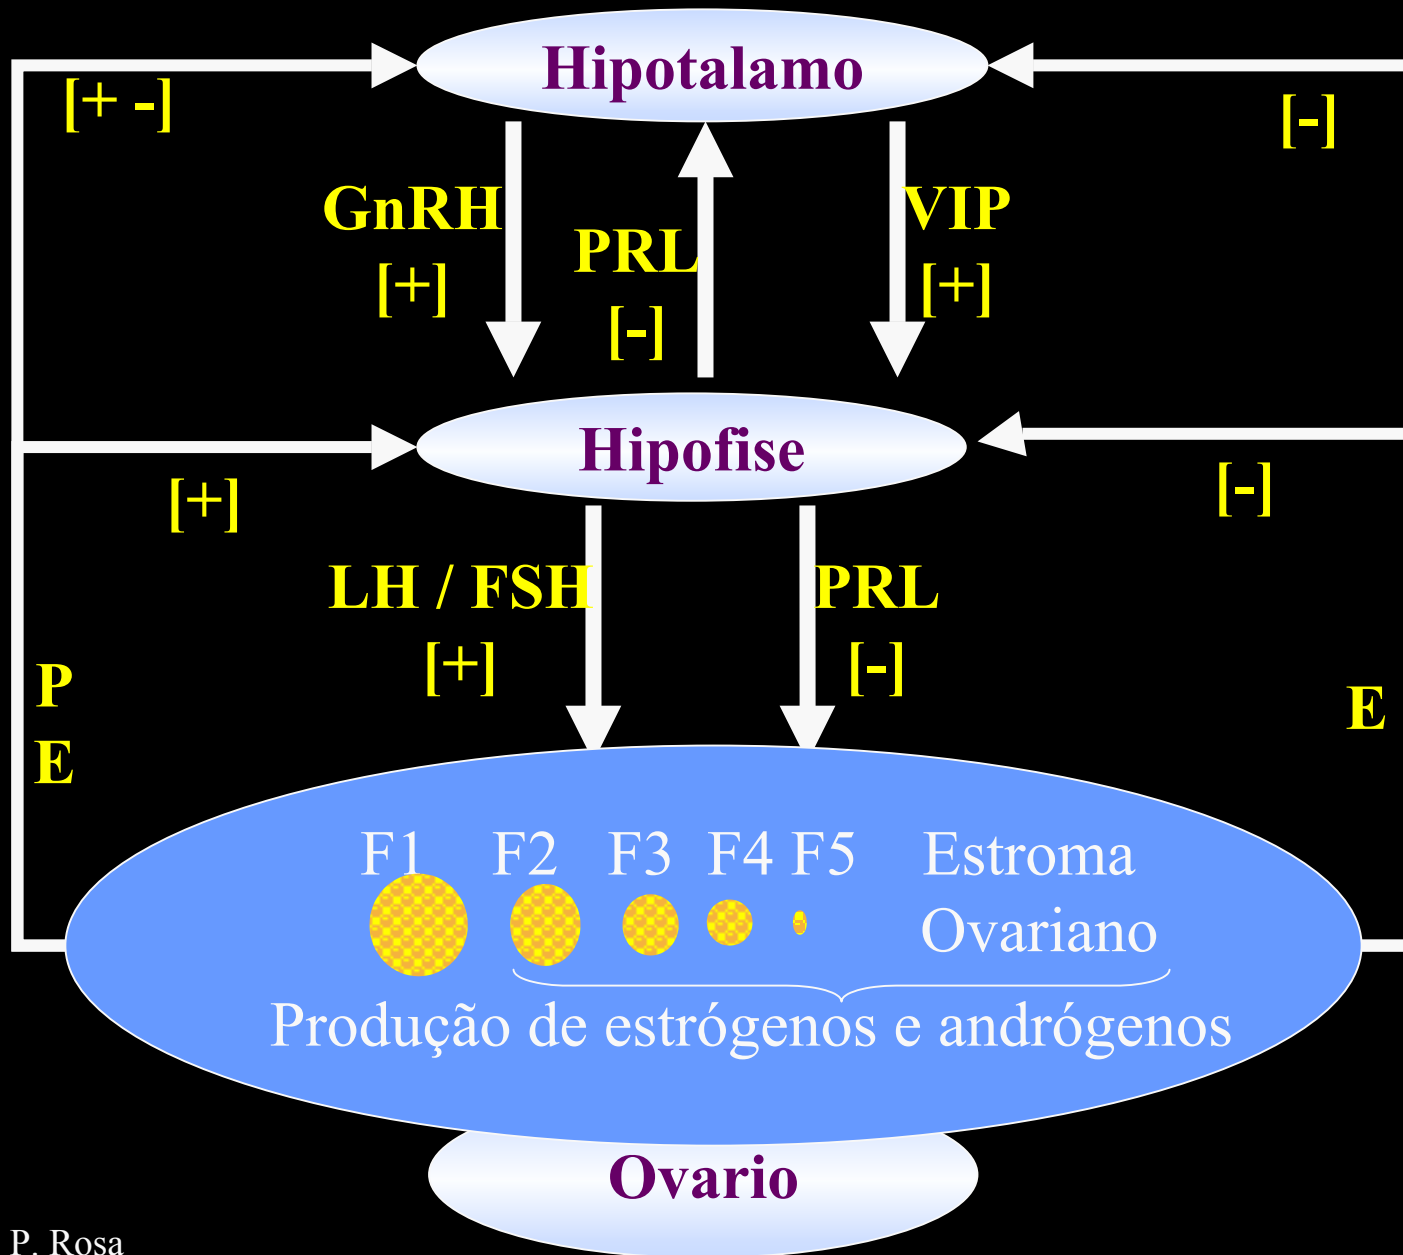 Hipotalamo
[+ -]
[-]
GnRH
[+]
PRL
[-]
VIP
[+]
Hipofise
[+]
[-]
LH / FSH
[+]
PRL
[-]
P
E
E
F1 F2 F3 F4 F5 Estroma
Ovariano
Produção de estrógenos e andrógenos
Ovario
P. Rosa